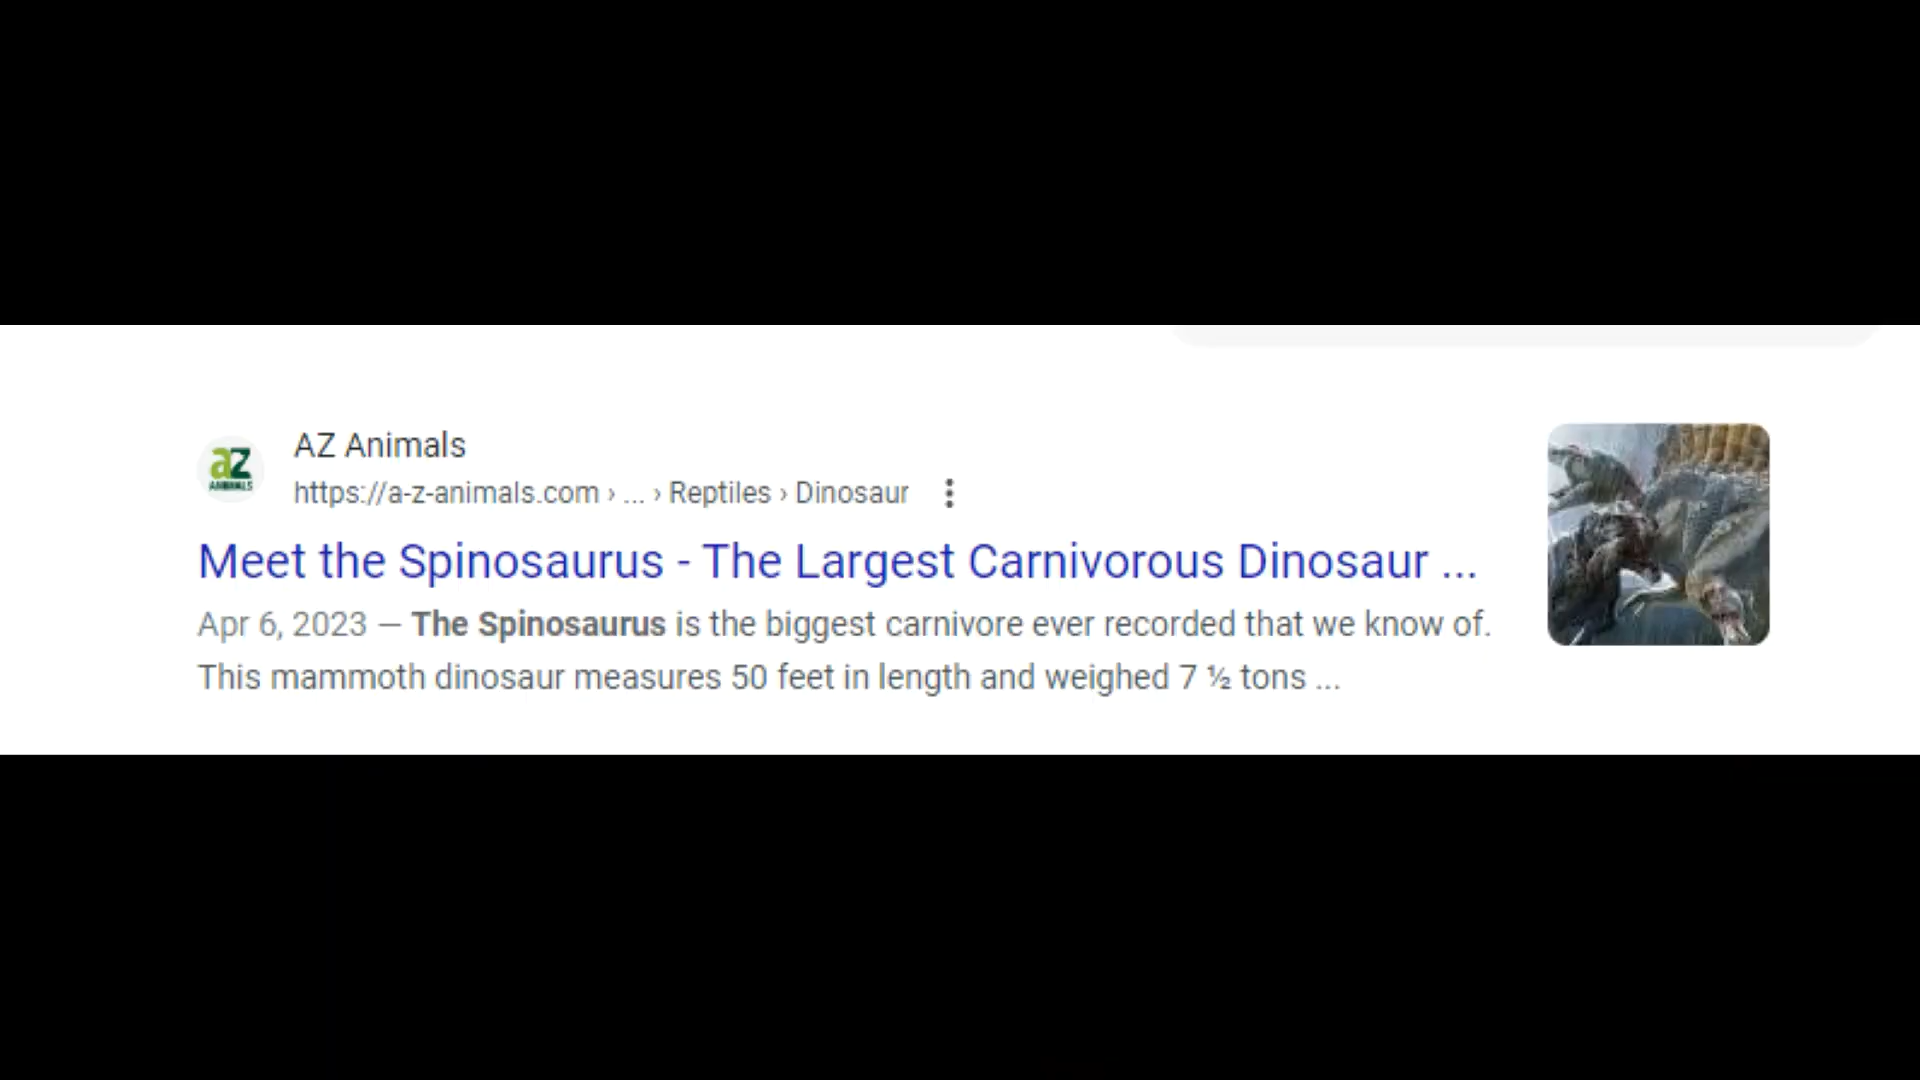 az
ANIMALS
AZ Animals
https://a-z-animals.com › ... › Reptiles › Dinosaur
Meet the Spinosaurus - The Largest Carnivorous Dinosaur ...
Apr 6, 2023 — The Spinosaurus is the biggest carnivore ever recorded that we know of.
This mammoth dinosaur measures 50 feet in length and weighed 7 ½ tons ...